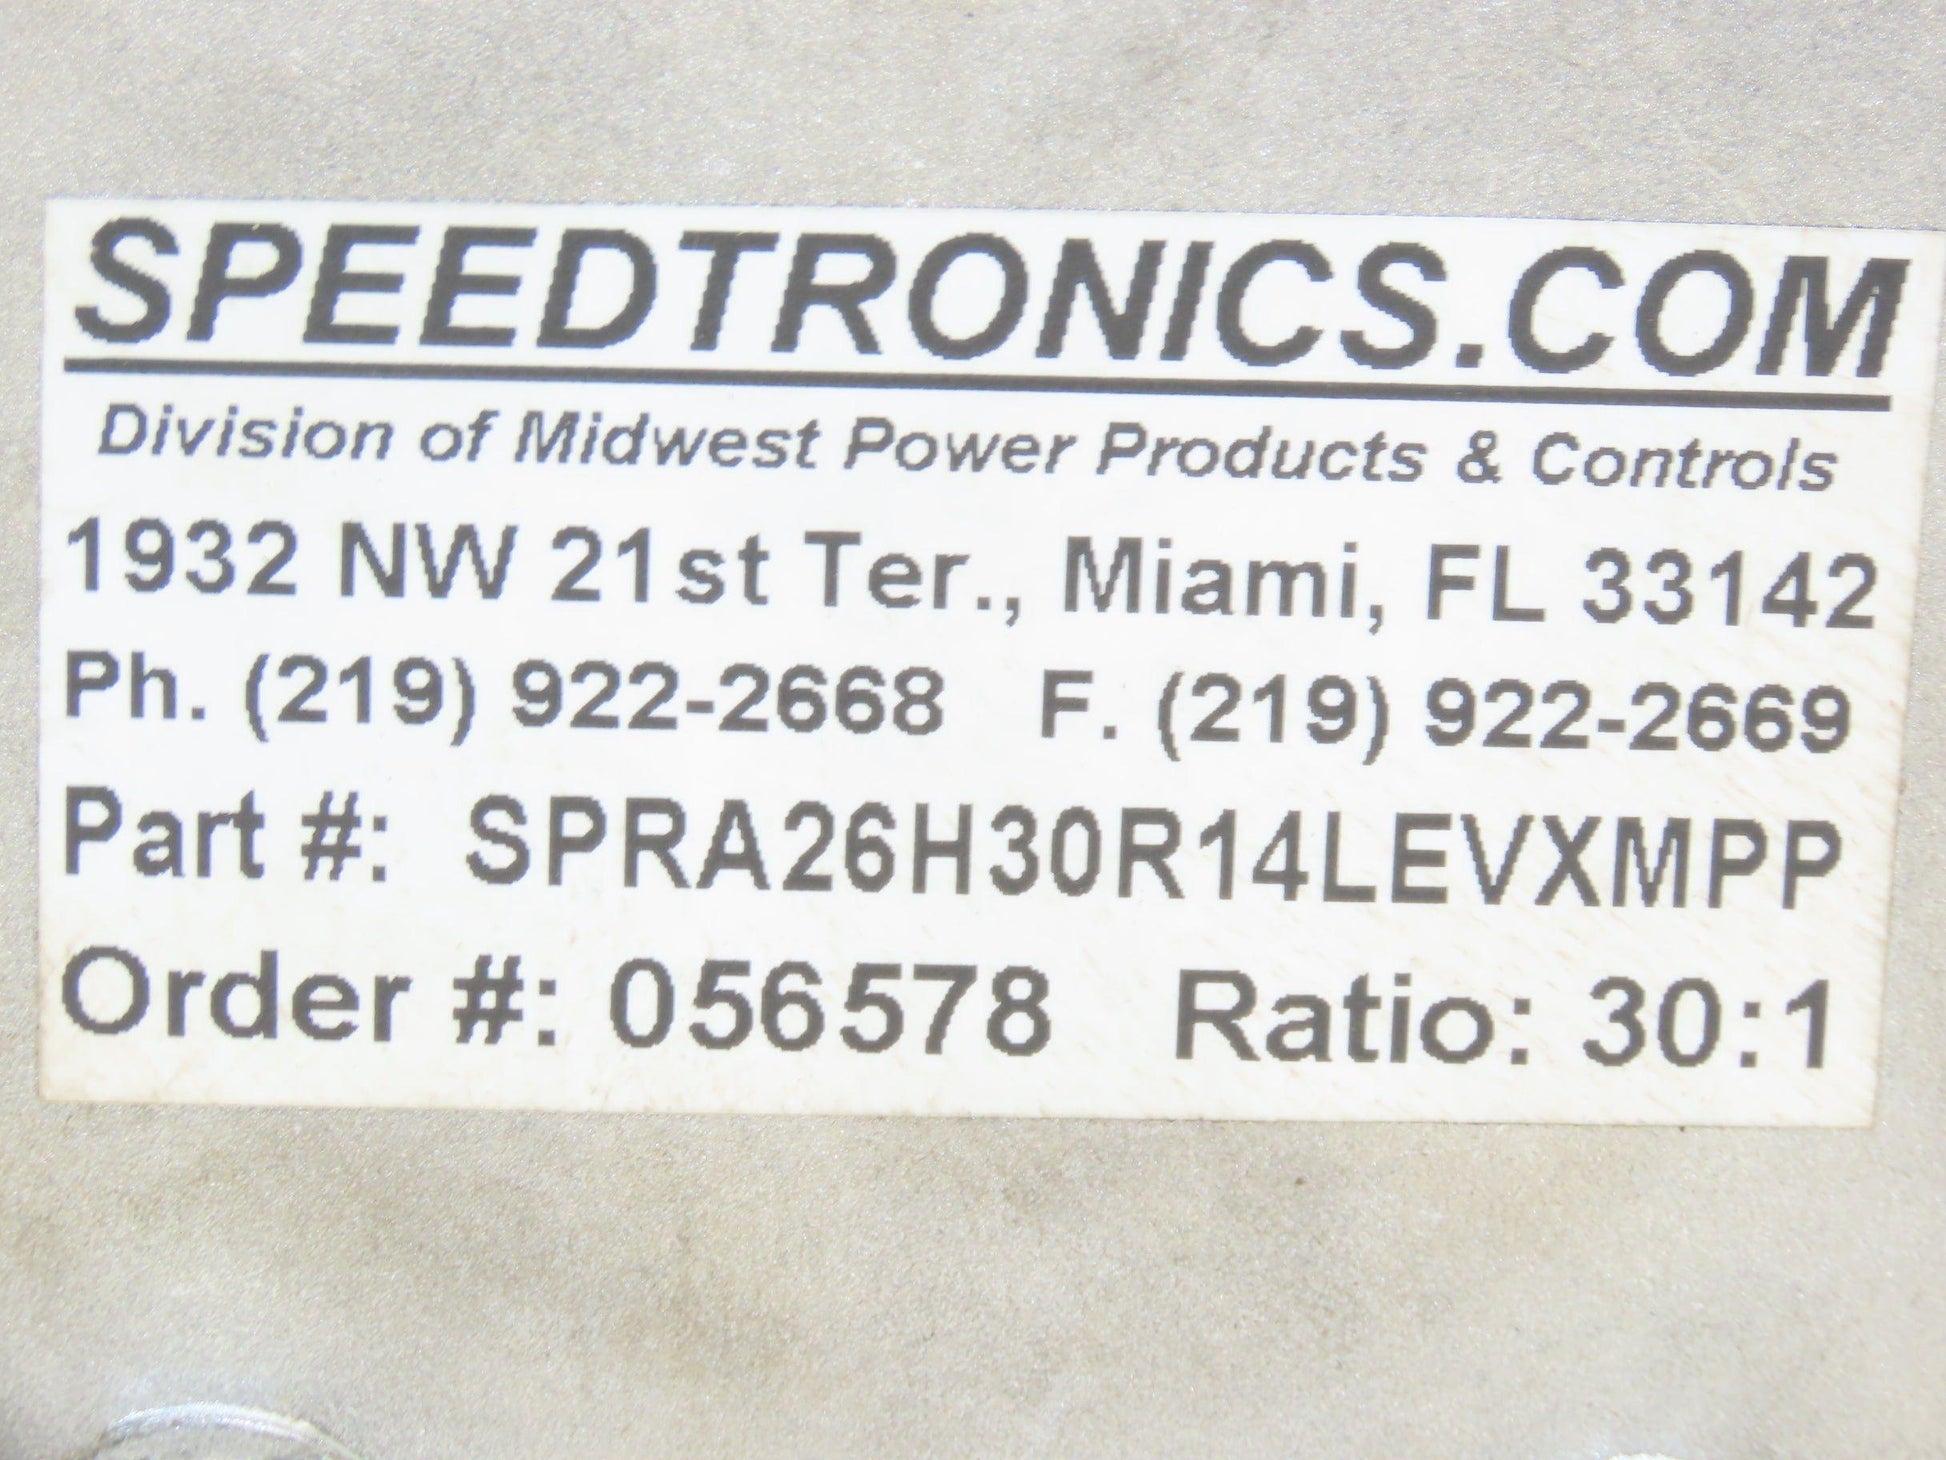 SPEEDTRONICS.COM
Division of Midwest Power Products & Controls
1932 NW 21st Ter., Miami, FL 33142
Ph. (219) 922-2668 F. (219) 922-2669
Part #: SPRA26H30R14LEVXMPP
Order #: 056578 Ratio: 30:1